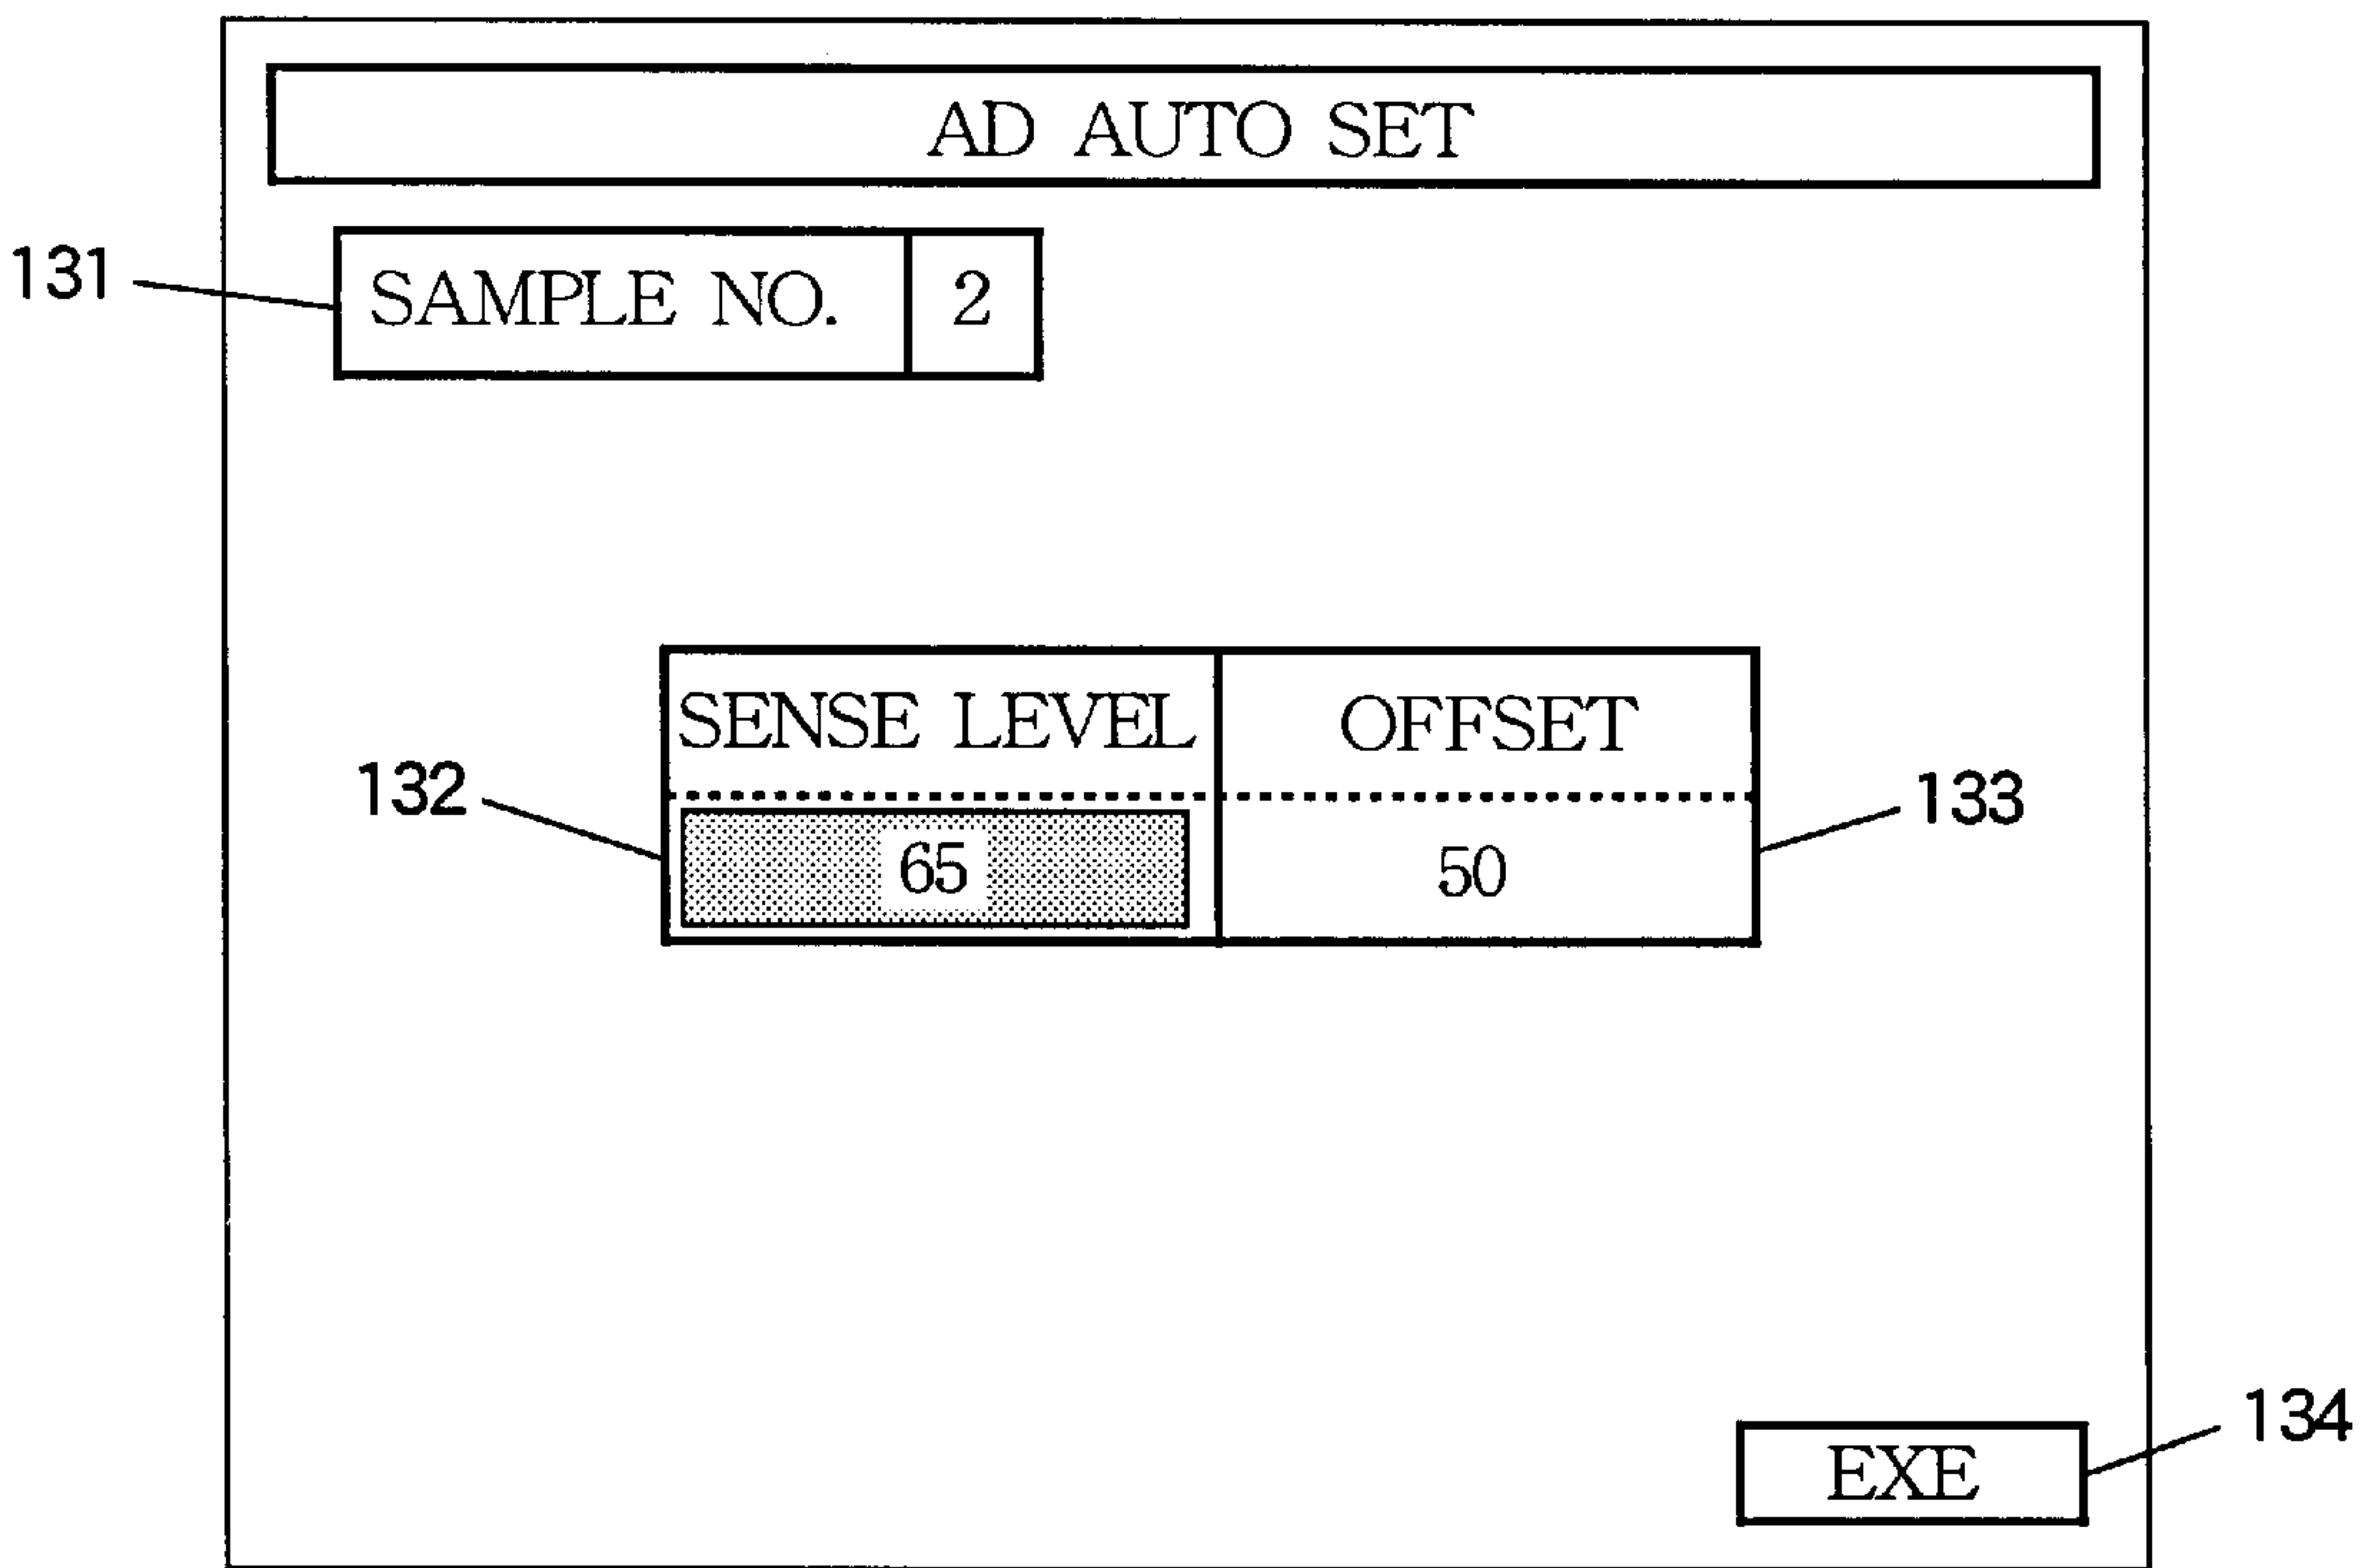 AD AUTO SET
131
SAMPLE NO. 2
SENSE LEVEL OFFSET
132
133
65 50
134
EXE